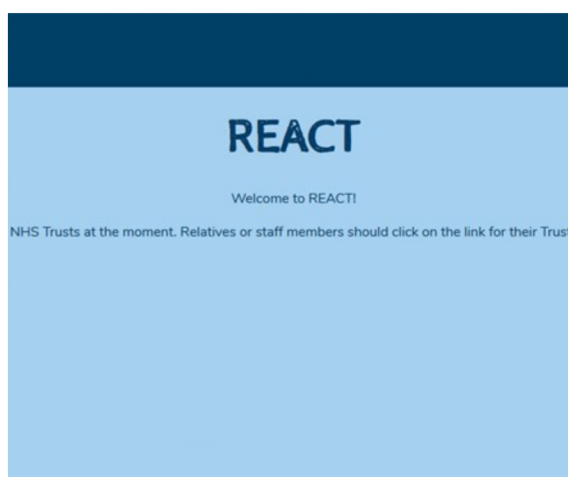 REACT
Welcome to REACT!
NHS Trusts at the moment. Relatives or staff members should click on the link for their Trust